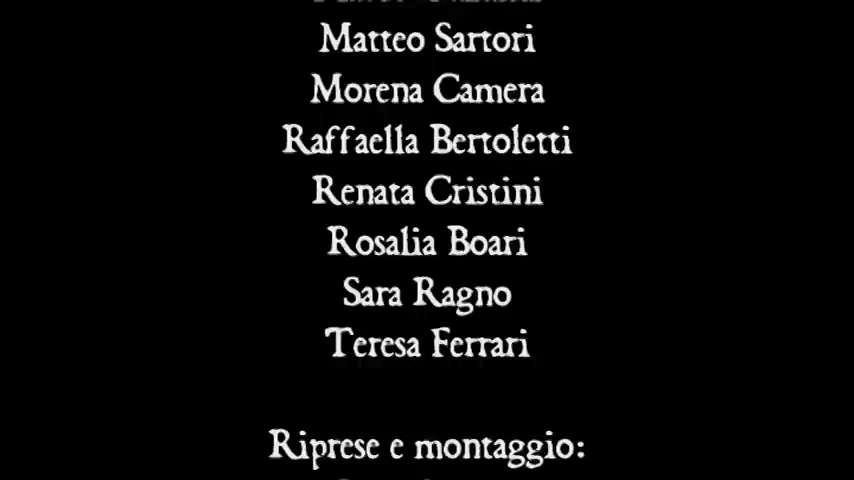 Matteo Sartori
Morena Camera
Raffaella Bertoletti
Renata Cristini
Rosalia Boari
Sara Ragno
Teresa Ferrari
Riprese e montaggio: